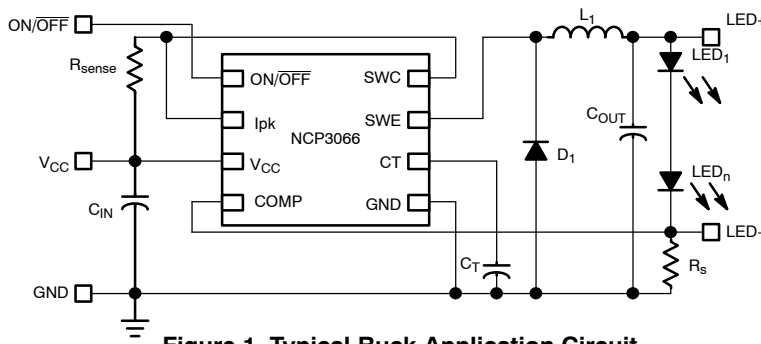 ON/OFF
L1
LED+
Rsense
ON/OFF
SWC
LED1
Ipk
SWE
NCP3066
COUT
VCC
VCC
CT
D1
LEDn
CIN
COMP
GND
LED-
CT
Rs
GND
Figure 1. Typical Buck Application Circuit